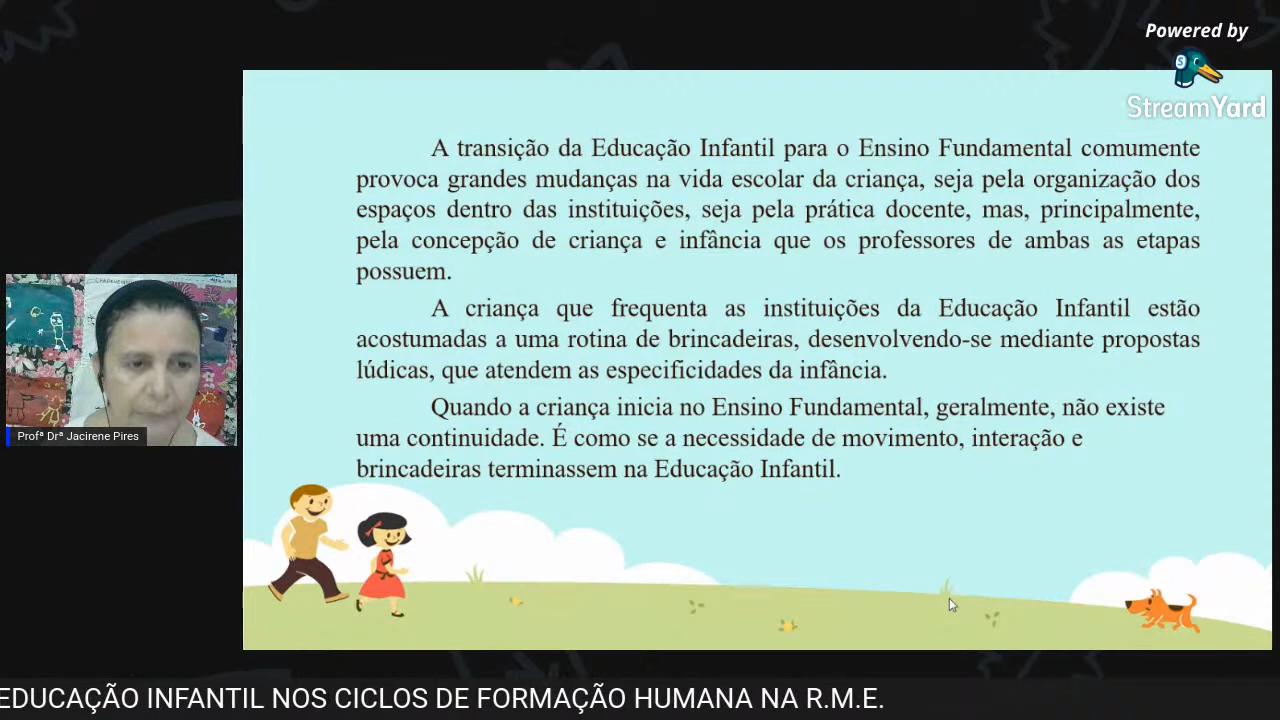 Powered by
StreamYard
A transição da Educação Infantil para o Ensino Fundamental comumente
provoca grandes mudanças na vida escolar da criança, seja pela organização dos
espaços dentro das instituições, seja pela prática docente, mas, principalmente,
pela concepção de criança e infância que os professores de ambas as etapas
possuem.
A criança que frequenta as instituições da Educação Infantil estão
acostumadas a uma rotina de brincadeiras, desenvolvendo-se mediante propostas
lúdicas, que atendem as especificidades da infância.
Quando a criança inicia no Ensino Fundamental, geralmente, não existe
uma continuidade. É como se a necessidade de movimento, interação e
brincadeiras terminassem na Educação Infantil.
Profª Drª Jacirene Pires
EDUCAÇÃO INFANTIL NOS CICLOS DE FORMAÇÃO HUMANA NA R.M.E.